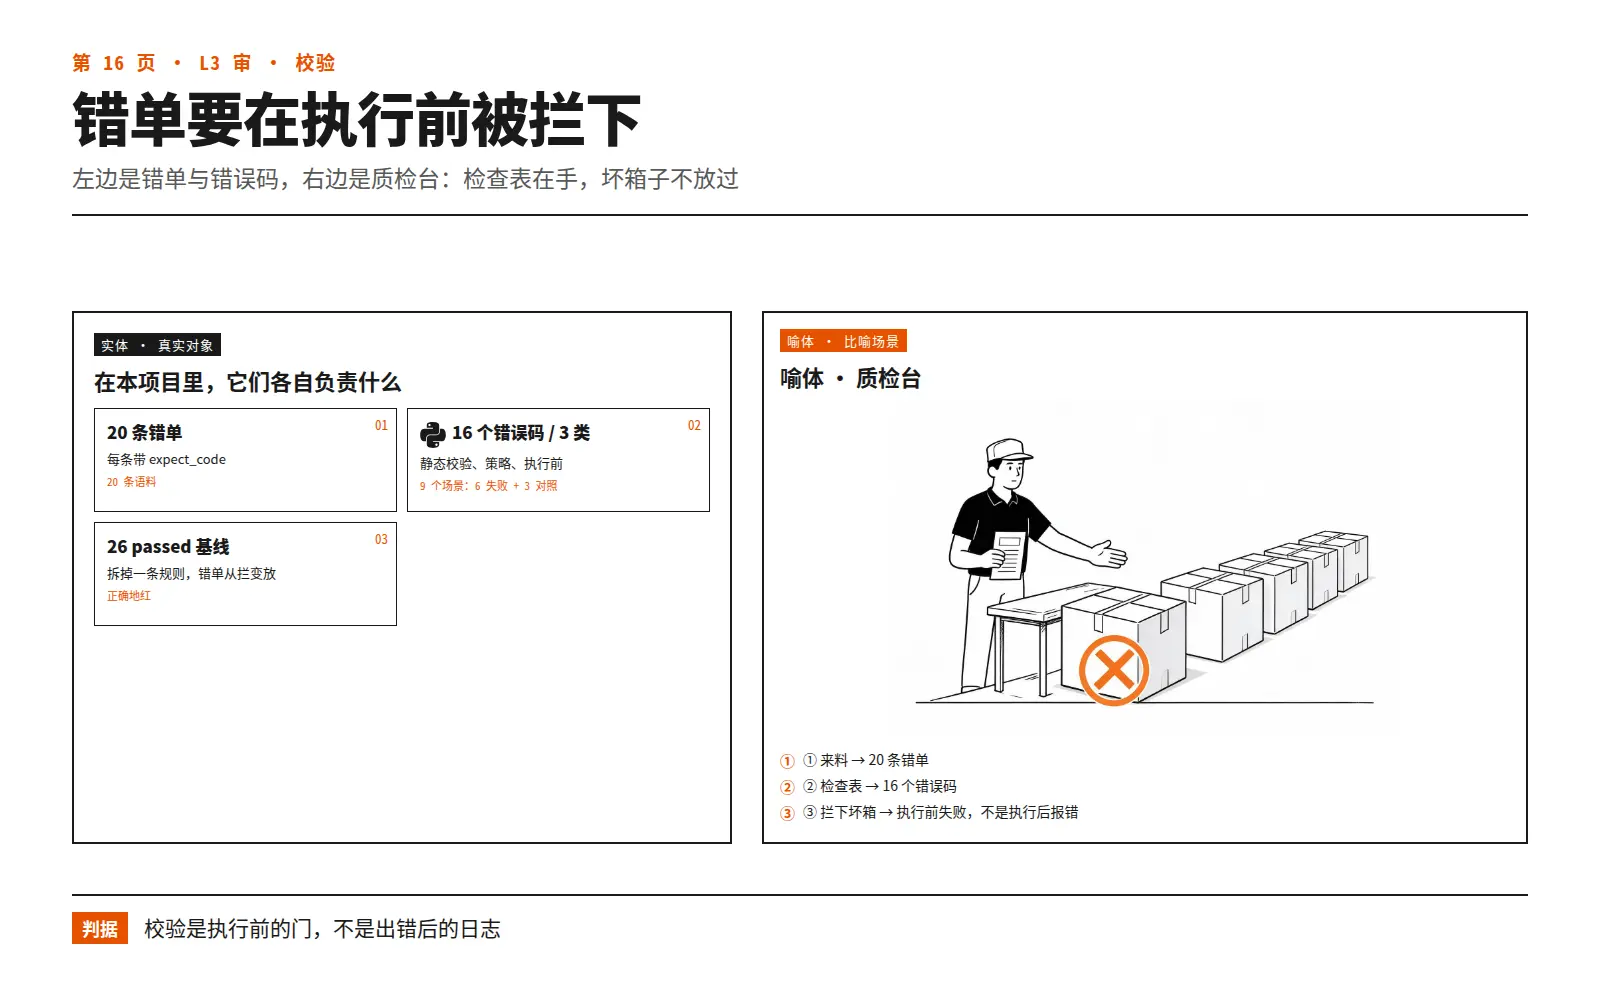 第 16 页 · L3 审 · 校验
错单要在执行前被拦下
左边是错单与错误码，右边是质检台：检查表在手，坏箱子不放过
实体 · 真实对象
在本项目里，它们各自负责什么
20 条错单
01
每条带 expect_code
20 条语料
16 个错误码 / 3 类
02
静态校验、策略、执行前
9 个场景：6 失败 + 3 对照
26 passed 基线
03
拆掉一条规则，错单从拦变放
正确地红
喻体 · 比喻场景
喻体 · 质检台
① ① 来料 → 20 条错单
② ② 检查表 → 16 个错误码
③ ③ 拦下坏箱 → 执行前失败，不是执行后报错
判据
校验是执行前的门，不是出错后的日志